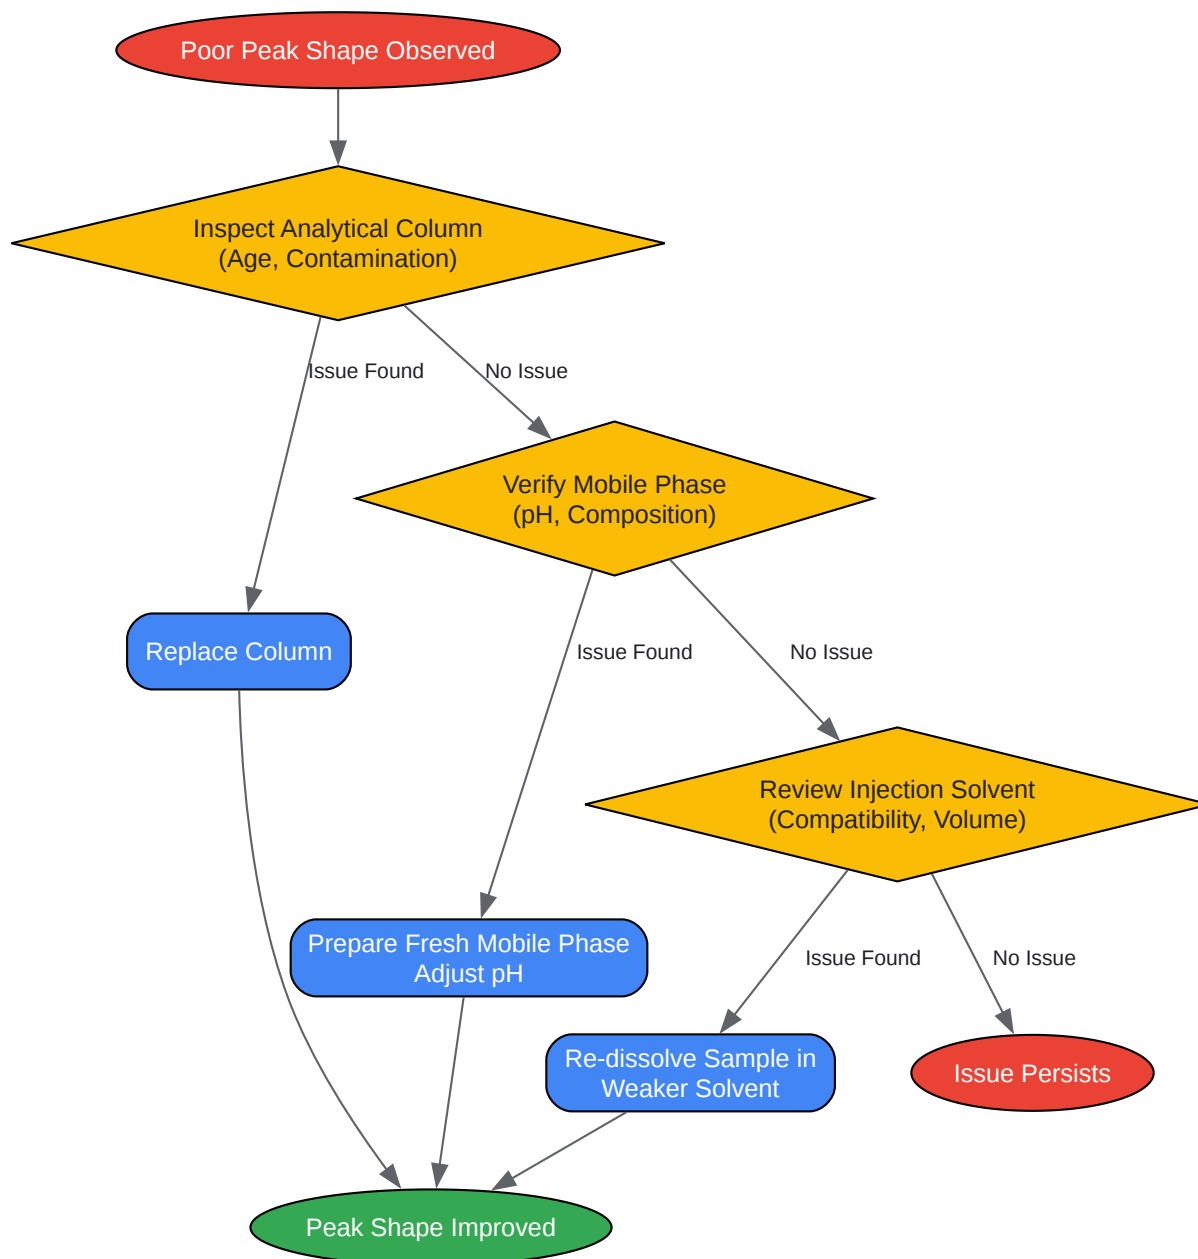 Poor Peak Shape Observed
Inspect Analytical Column
(Age, Contamination)
Issue Found
No Issue
Verify Mobile Phase
(pH, Composition)
Replace Column
Issue Found
No Issue
Review Injection Solvent
(Compatibility, Volume)
Prepare Fresh Mobile Phase
Adjust pH
Issue Found
No Issue
Re-dissolve Sample in
Weaker Solvent
Issue Persists
Peak Shape Improved